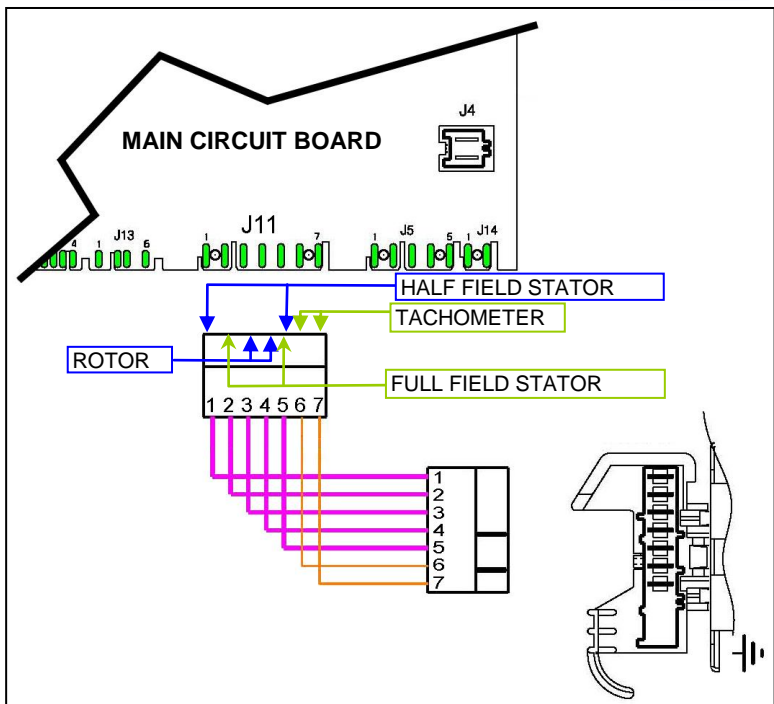 J4
MAIN CIRCUIT BOARD
J11
4 1 J13 6 1 7 1 J5 5 1 J14
HALF FIELD STATOR
TACHOMETER
ROTOR
FULL FIELD STATOR
1 2 3 4 5 6 7
1
2
3
4
5
6
7